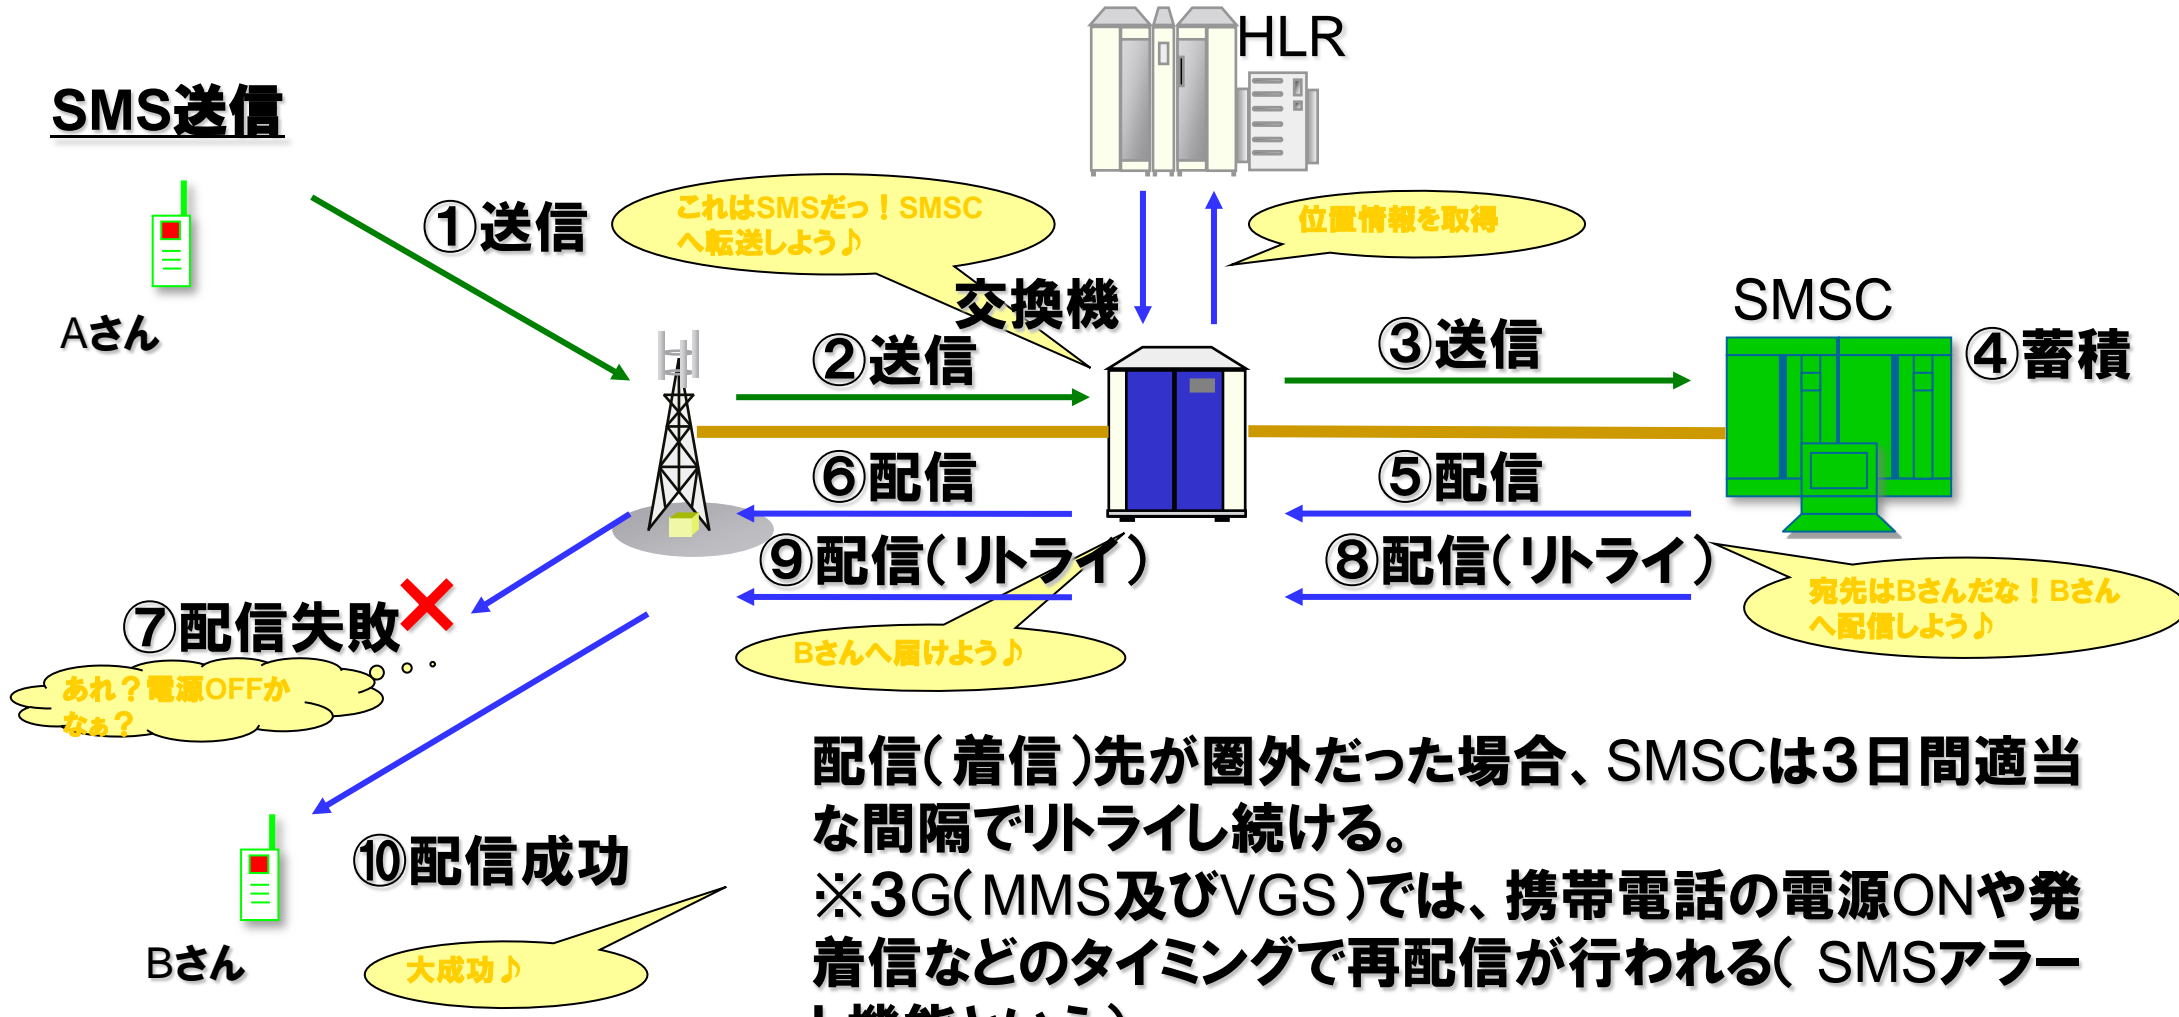 HLR
SMS送信
これはSMSだっ！SMSC
へ転送しよう♪
位置情報を取得
①送信
交換機
SMSC
Aさん
②送信
③送信
④蓄積
⑥配信
⑤配信
⑨配信(リトライ)
⑧配信(リトライ)
宛先はBさんだな！Bさん
へ配信しよう♪
⑦配信失敗
Bさんへ届けよう♪
あれ？電源OFFか
なぁ？
配信(着信)先が圏外だった場合、SMSCは３日間適当
な間隔でリトライし続ける。
⑩配信成功
※３G(MMS及びVGS)では、携帯電話の電源ONや発
着信などのタイミングで再配信が行われる( SMSアラー
Bさん
大成功♪
ト機能という)